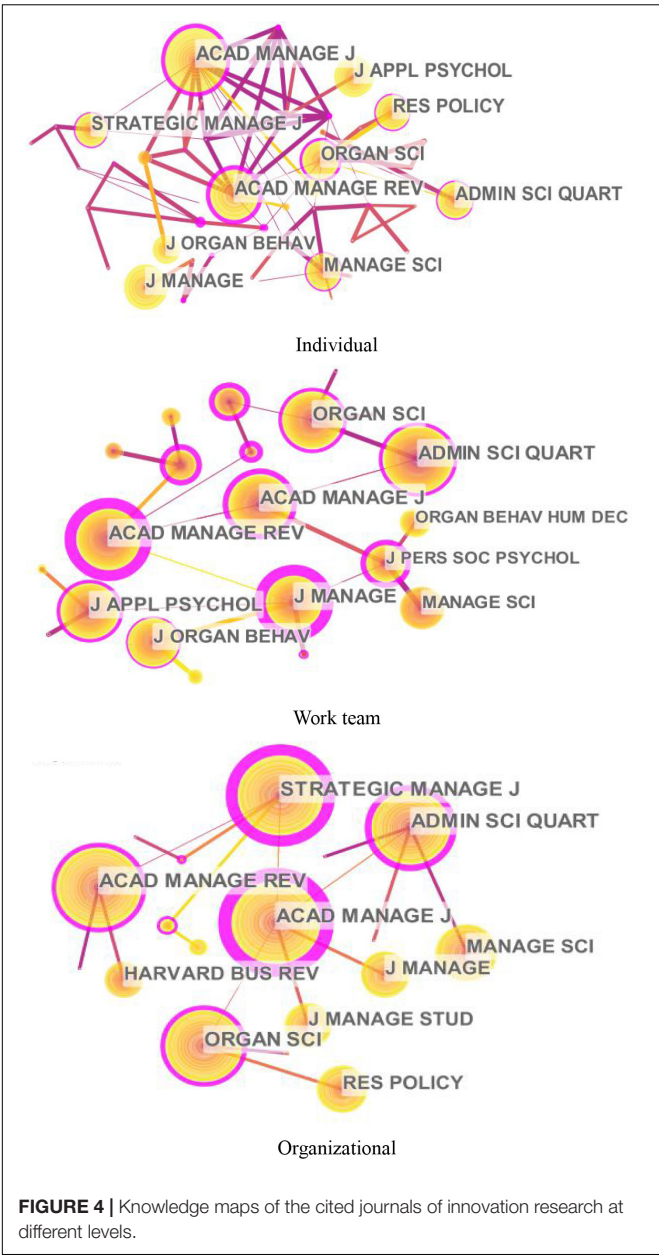 ACAD MANAGE J
J APPL PSYCHOL
RES POLICY
STRATEGIC MANAGE J
ORGAN SCI
ACAD MANAGE REV
ADMIN SCI QUART
J ORGAN BEHAV
MANAGE SCI
J MANAGE
Individual
ORGAN SCI
ADMIN SCI QUART
ACAD MANAGE J
ORGAN BEHAV HUM DEC
ACAD MANAGE REV
J PERS SOC PSYCHOL
J MANAGE
MANAGE SCI
J APPL PSYCHOL
J ORGAN BEHAV
Work team
STRATEGIC MANAGE J
ADMIN SCI QUART
ACAD MANAGE REV
ACAD MANAGE J
MANAGE SCI
J MANAGE
HARVARD BUS REV
J MANAGE STUD
ORGAN SCI
RES POLICY
Organizational
FIGURE 4 | Knowledge maps of the cited journals of innovation research at
different levels.